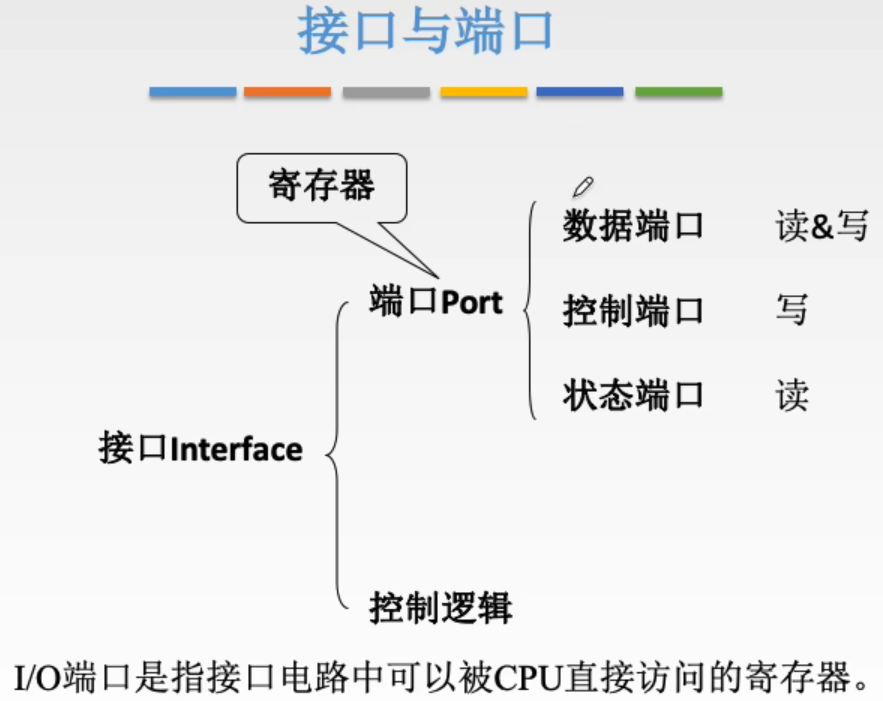 接口与端口
寄存器
数据端口 读&写
端口Port
控制端口 写
状态端口 读
接口Interface
控制逻辑
I/O端口是指接口电路中可以被CPU直接访问的寄存器。